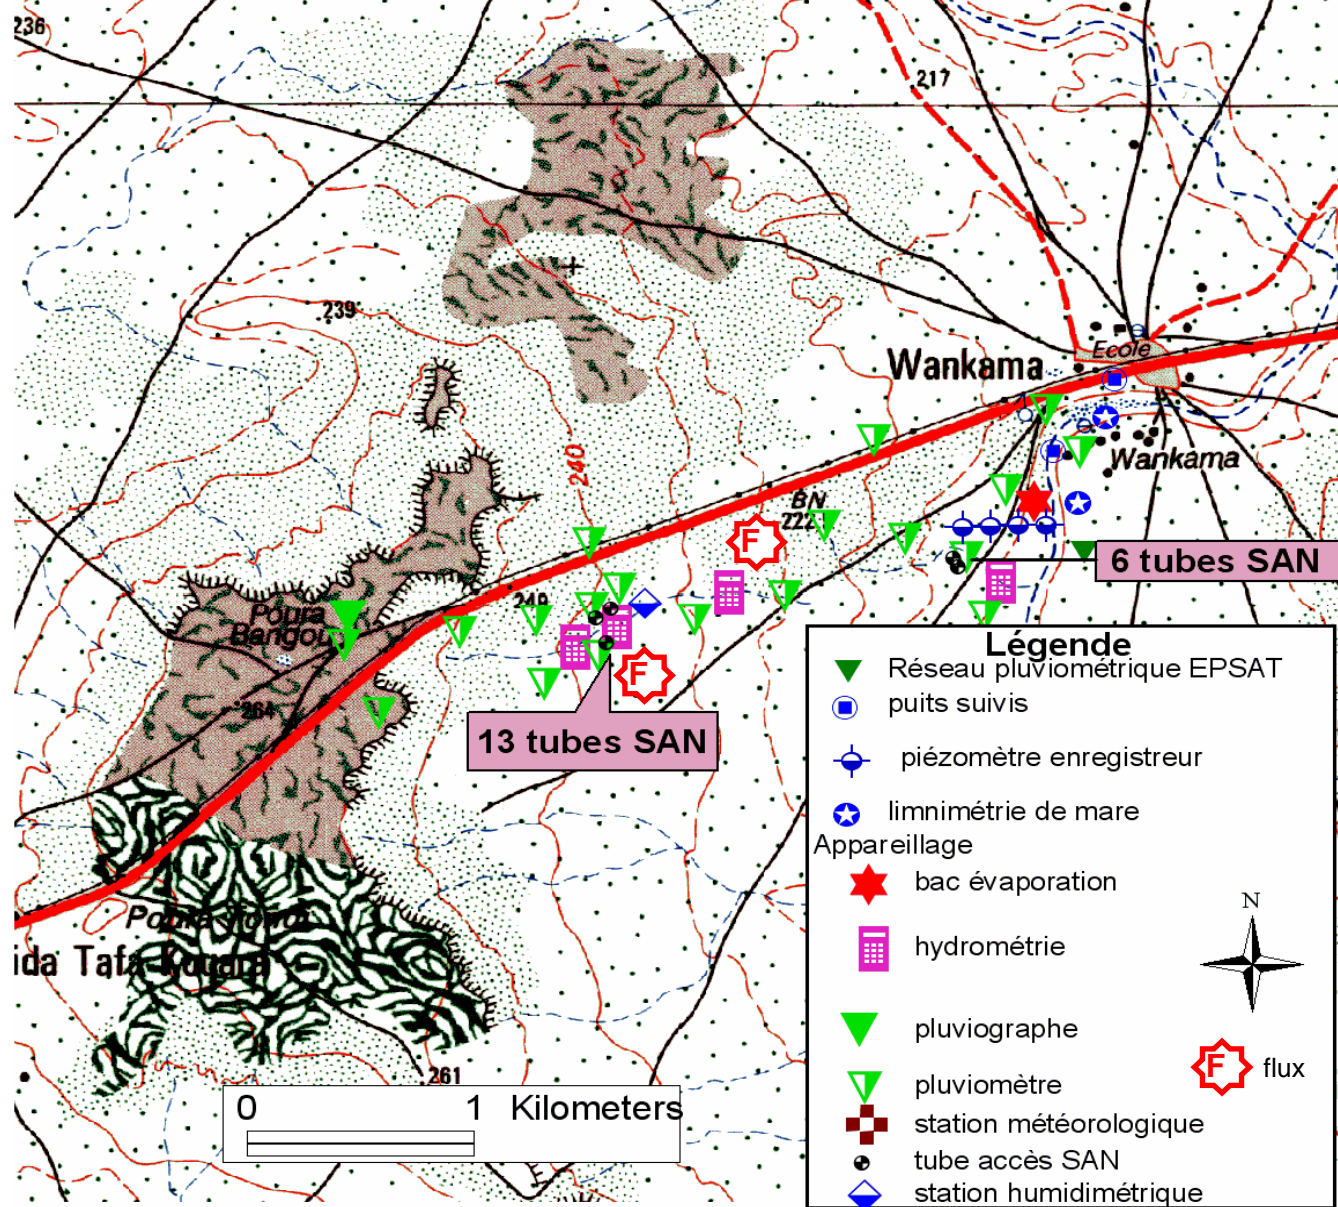 236
217
239
Ecole
Wankama
Wankama
240
BN
222
F
6 tubes SAN
249
Poura
Bangou
F
264
13 tubes SAN
Légende
Réseau pluviométrique EPSAT
puits suivis
piézomètre enregistreur
limnimétrie de mare
Appareillage
bac évaporation
hydrométrie
N
pluviographe
F flux
pluviomètre
station météorologique
tube accès SAN
station humidimétrique
ida Tafa Kouara
261
0 1 Kilometers